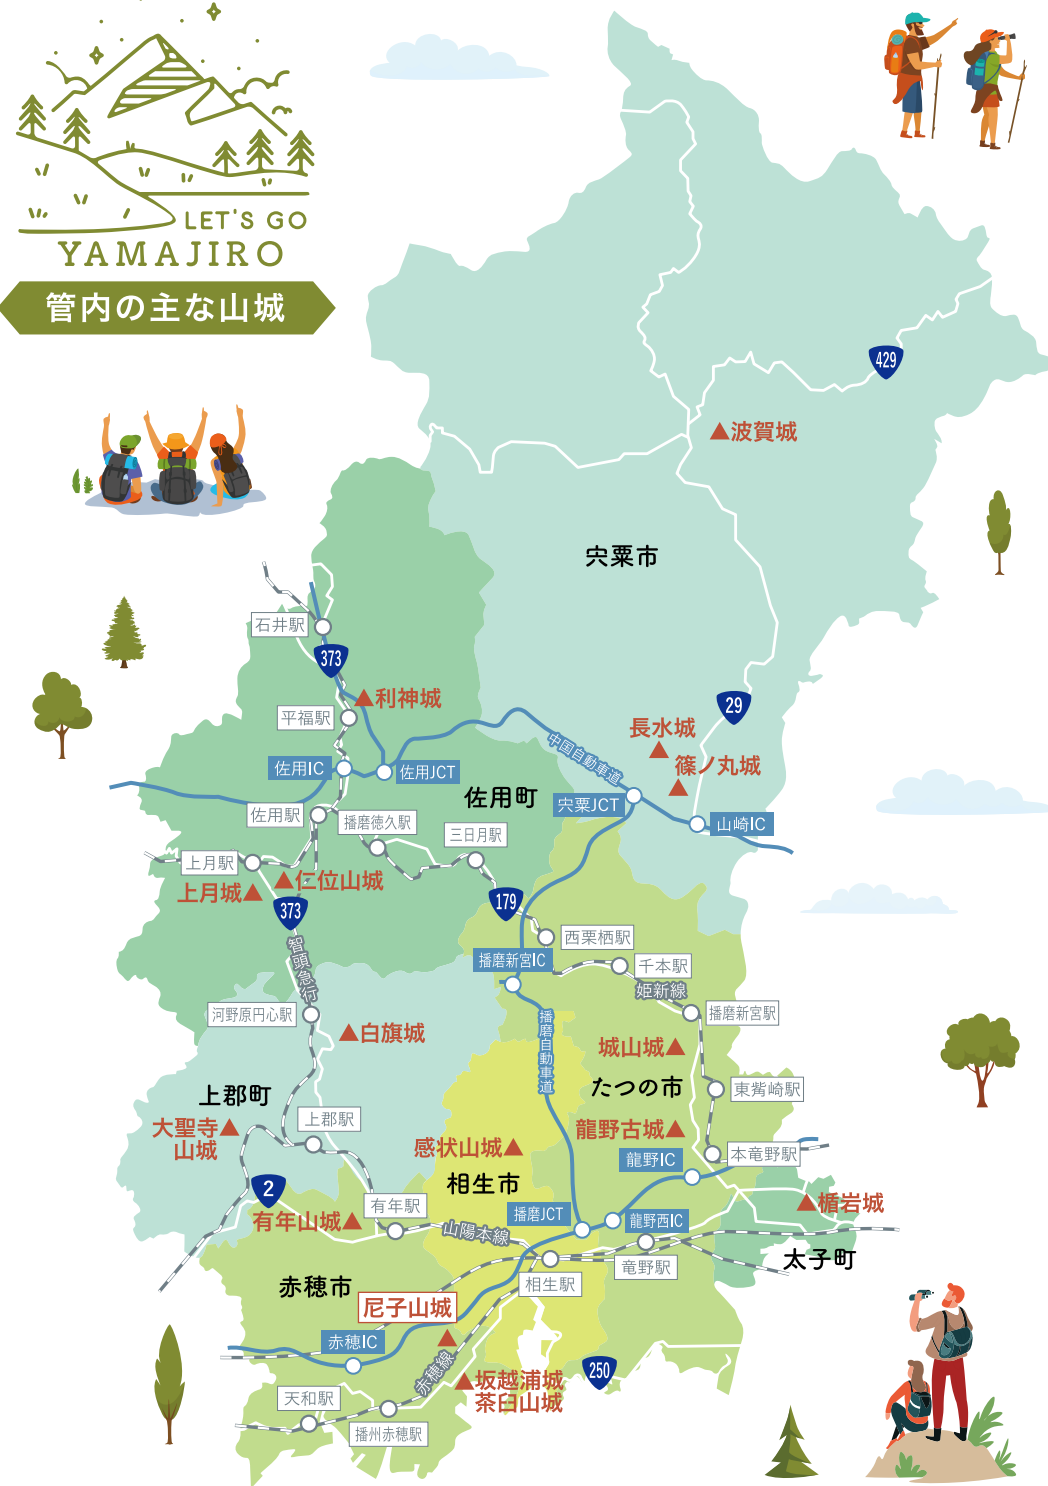 LET'S GO
YAMAJIRO
管内の主な山城
429
波賀城
宍粟市
石井駅
373
利神城
平福駅
29
長水城
篠ノ丸城
中国自動車道
佐用IC
佐用JCT
佐用町
宍粟JCT
山崎IC
佐用駅
播磨徳久駅
三日月駅
上月駅
上月城
仁位山城
373
179
智頭急行
西栗栖駅
播磨新宮IC
千本駅
姫新線
河野原円心駅
播磨新宮駅
播磨自動車道
白旗城
城山城
たつの市
東觜崎駅
上郡町
上郡駅
大聖寺
山城
龍野古城
感状山城
本竜野駅
龍野IC
相生市
2
有年駅
播磨JCT
龍野西IC
楯岩城
有年山城
山陽本線
太子町
竜野駅
相生駅
赤穂市
尼子山城
赤穂IC
赤穂線
250
坂越浦城
茶臼山城
天和駅
播州赤穂駅